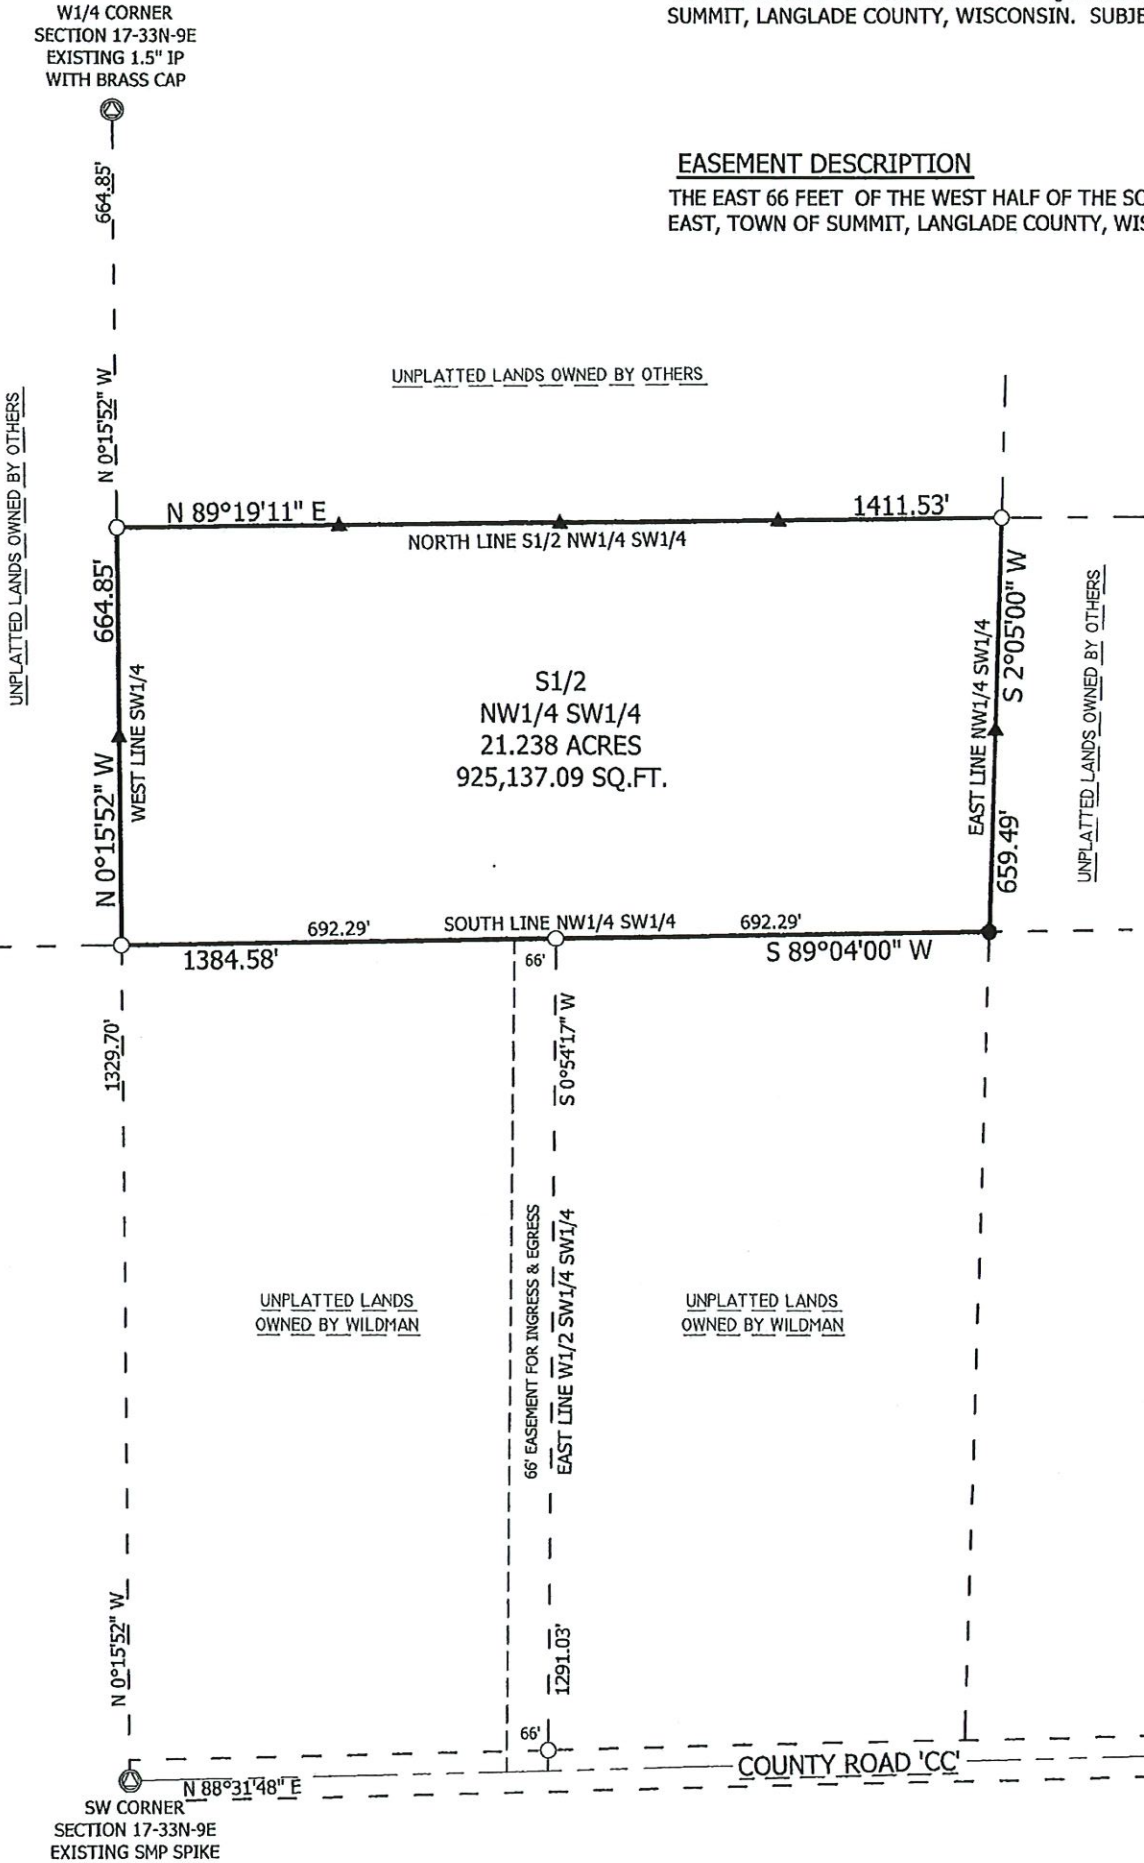 W1/4 CORNER
SECTION 17-33N-9E
EXISTING 1.5" IP
WITH BRASS CAP
SUMMIT, LANGLADE COUNTY, WISCONSIN. SUBJE
664.85'
EASEMENT DESCRIPTION
THE EAST 66 FEET OF THE WEST HALF OF THE SO
EAST, TOWN OF SUMMIT, LANGLADE COUNTY, WIS
N 0°15'52" W
UNPLATTED LANDS OWNED BY OTHERS
UNPLATTED LANDS OWNED BY OTHERS
N 89°19'11" E
1411.53'
NORTH LINE S1/2 NW1/4 SW1/4
664.85'
N 0°15'52" W
WEST LINE SW1/4
S1/2
NW1/4 SW1/4
21.238 ACRES
925,137.09 SQ.FT.
EAST LINE NW1/4 SW1/4
S 2°05'00" W
659.49'
UNPLATTED LANDS OWNED BY OTHERS
692.29'
SOUTH LINE NW1/4 SW1/4
692.29'
1384.58'
66'
S 89°04'00" W
1329.70'
S 0°54'17" W
66' EASEMENT FOR INGRESS & EGRESS
EAST LINE W1/2 SW1/4 SW1/4
UNPLATTED LANDS
OWNED BY WILDMAN
UNPLATTED LANDS
OWNED BY WILDMAN
N 0°15'52" W
1291.03'
66'
COUNTY ROAD 'CC'
N 88°31'48" E
SW CORNER
SECTION 17-33N-9E
EXISTING SMP SPIKE